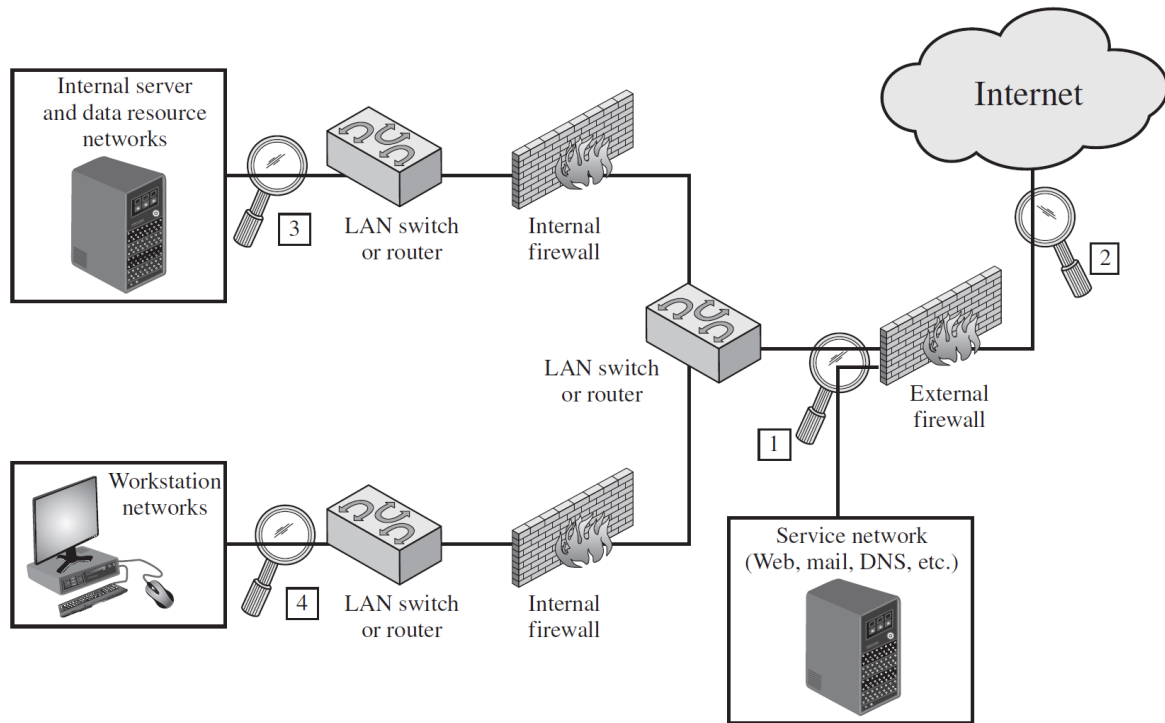 Internet
Internal server
and data resource
networks
3
LAN switch
or router
Internal
firewall
2
LAN switch
or router
1
External
firewall
Workstation
networks
4
LAN switch
or router
Internal
firewall
Service network
(Web, mail, DNS, etc.)